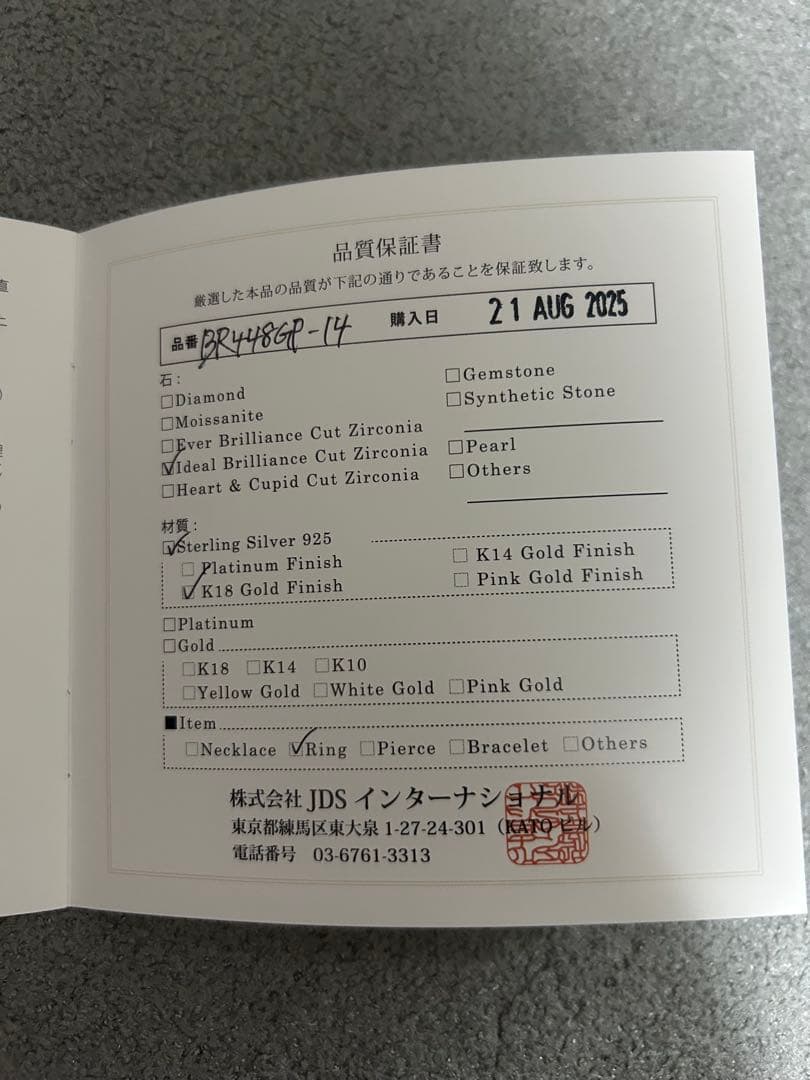 品質保証書
厳選した本品の品質が下記の通りであることを保証致します。
品番 BR448GP-14 購入日 21 AUG 2025
石：
□Diamond □Gemstone
□Moissanite □Synthetic Stone
□Ever Brilliance Cut Zirconia
☑Ideal Brilliance Cut Zirconia □Pearl
□Heart & Cupid Cut Zirconia □Others
材質：
☑Sterling Silver 925
□Platinum Finish □K14 Gold Finish
☑K18 Gold Finish □Pink Gold Finish
□Platinum
□Gold
□K18 □K14 □K10
□Yellow Gold □White Gold □Pink Gold
■Item
□Necklace ☑Ring □Pierce □Bracelet □Others
株式会社 JDS インターナショナル
東京都練馬区東大泉 1-27-24-301（KATO ビル）
電話番号 03-6761-3313